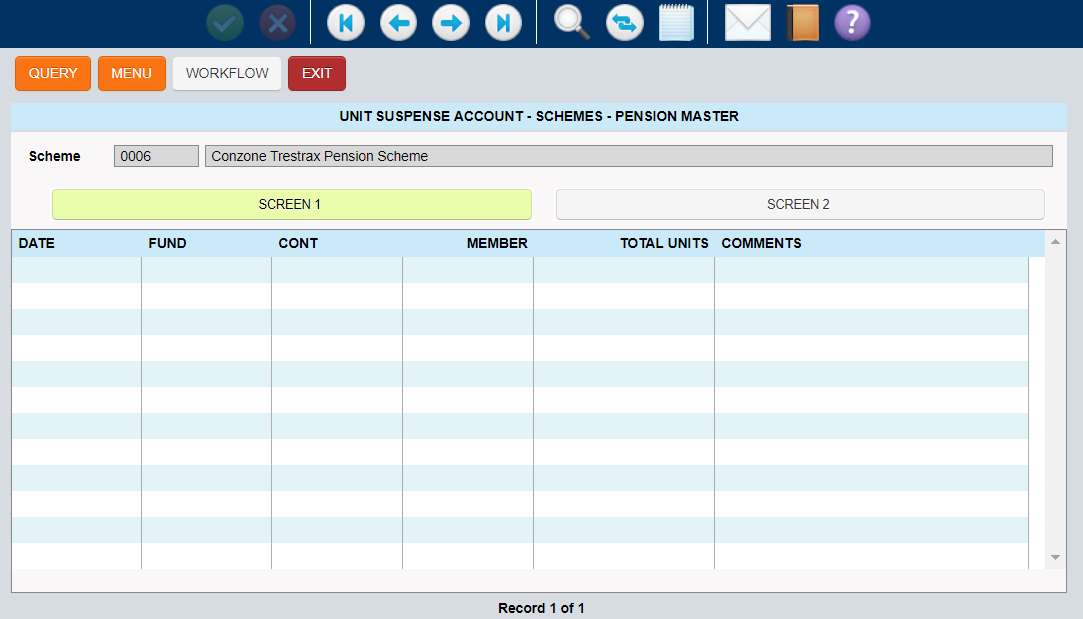 ?
QUERY MENU WORKFLOW EXIT
UNIT SUSPENSE ACCOUNT - SCHEMES - PENSION MASTER
Scheme 0006 Conzone Trestrax Pension Scheme
SCREEN 1 SCREEN 2
DATE FUND CONT MEMBER TOTAL UNITS COMMENTS
Record 1 of 1